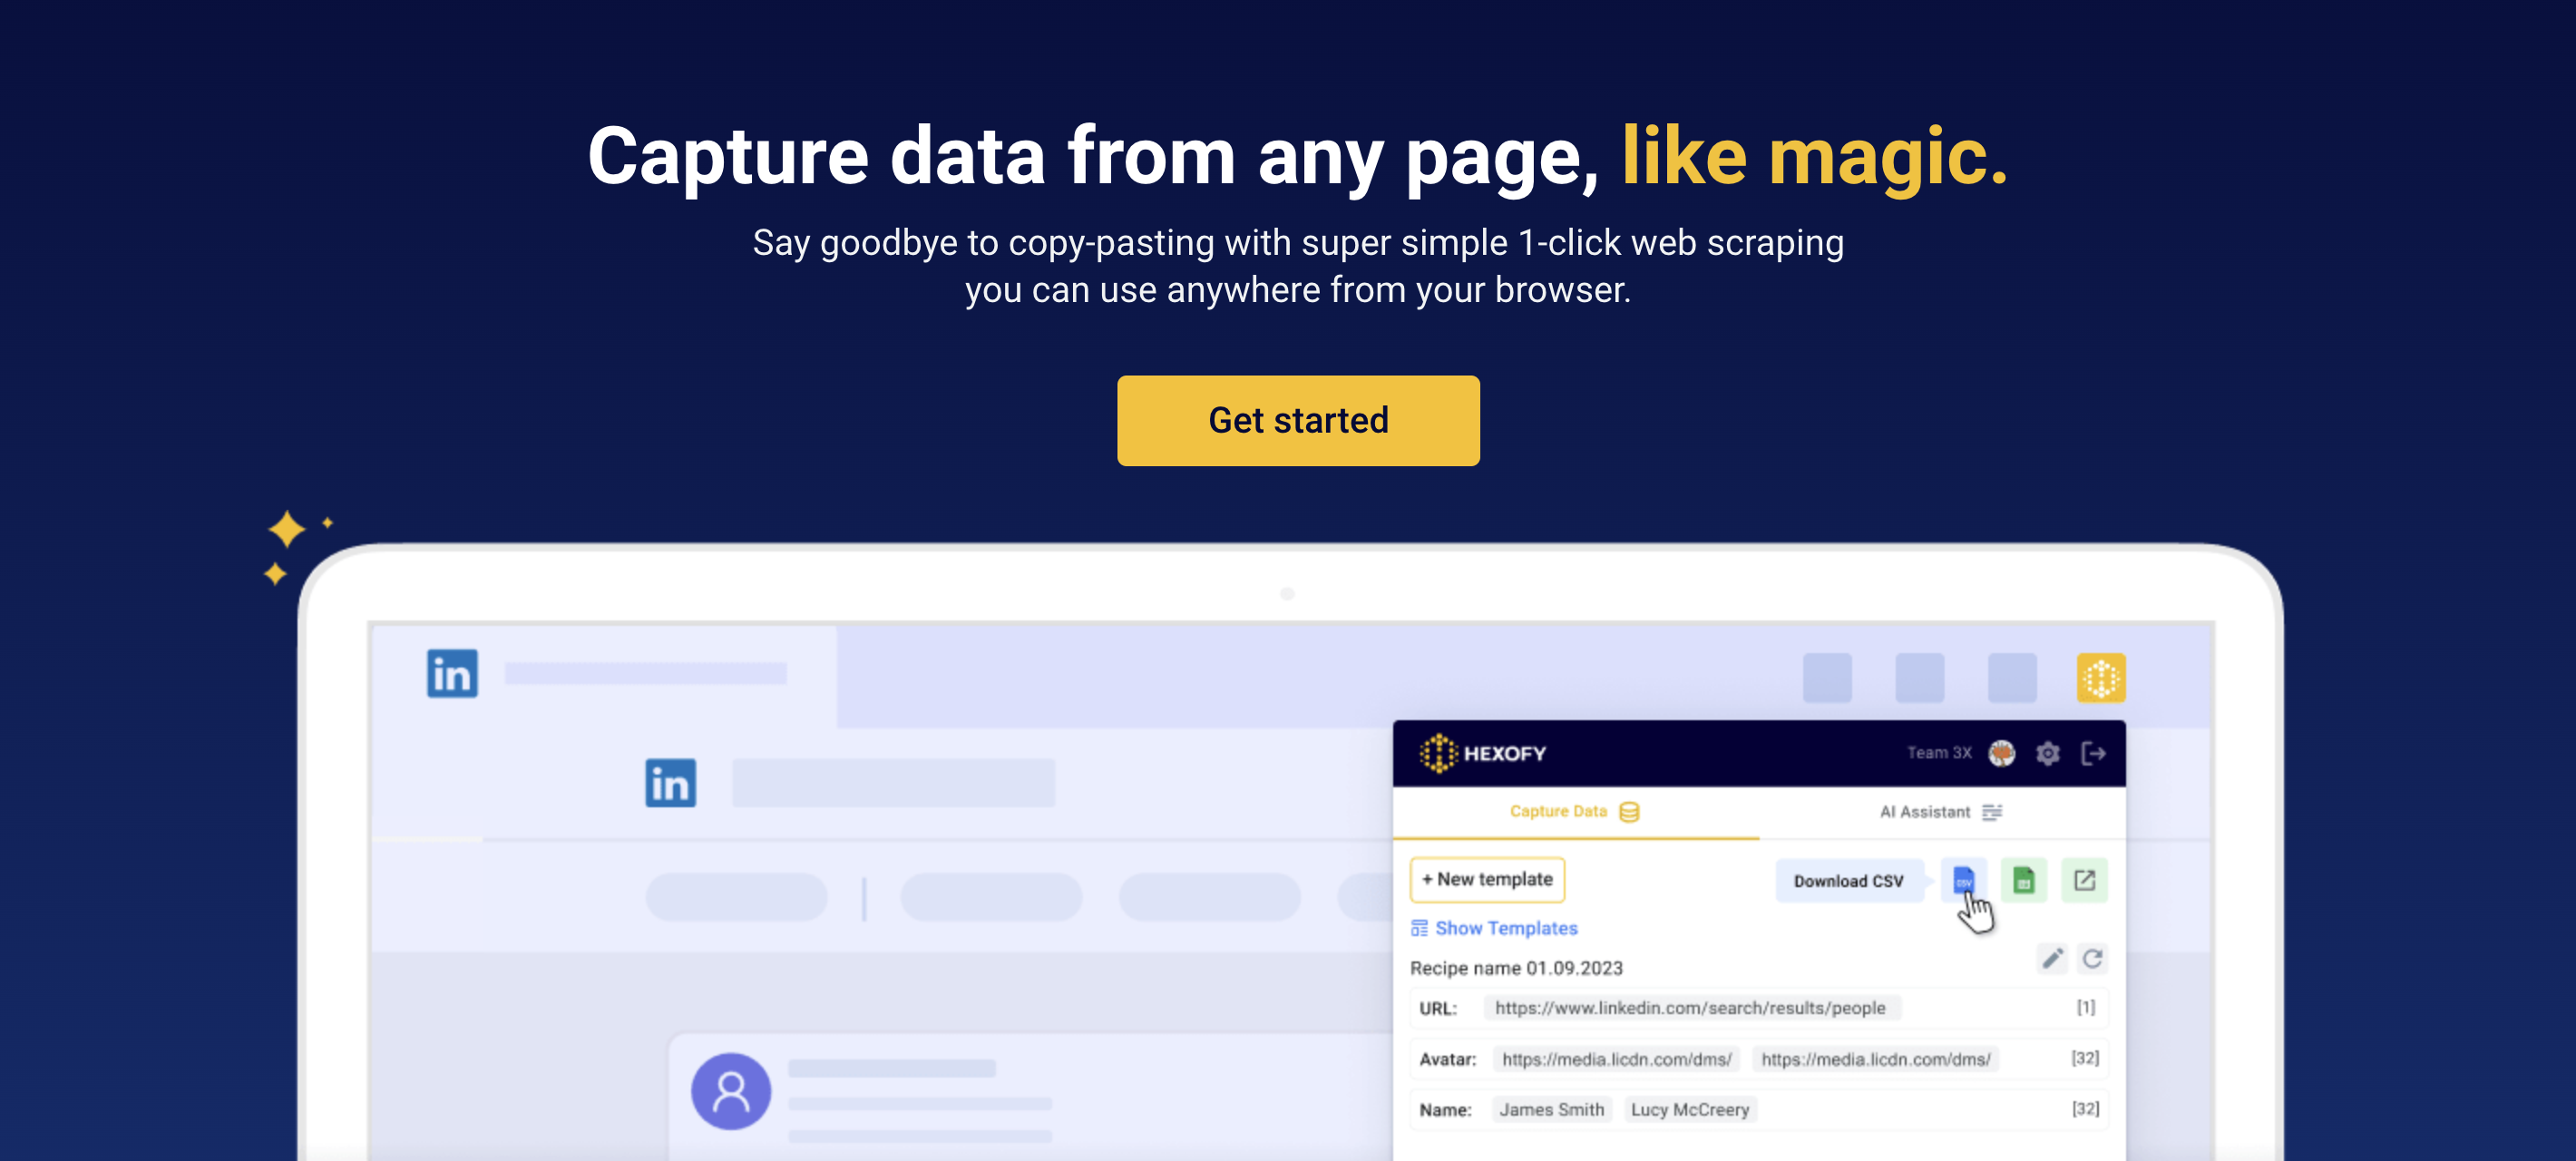 Capture data from any page, like magic.
Say goodbye to copy-pasting with super simple 1-click web scraping
you can use anywhere from your browser.
Get started
in
in
HEXOFY
Team 3X
Capture Data
AI Assistant
+ New template
Download CSV
CSV
Show Templates
Recipe name 01.09.2023
URL: https://www.linkedin.com/search/results/people [1]
Avatar: https://media.licdn.com/dms/ https://media.licdn.com/dms/ [32]
Name: James Smith Lucy McCreery [32]